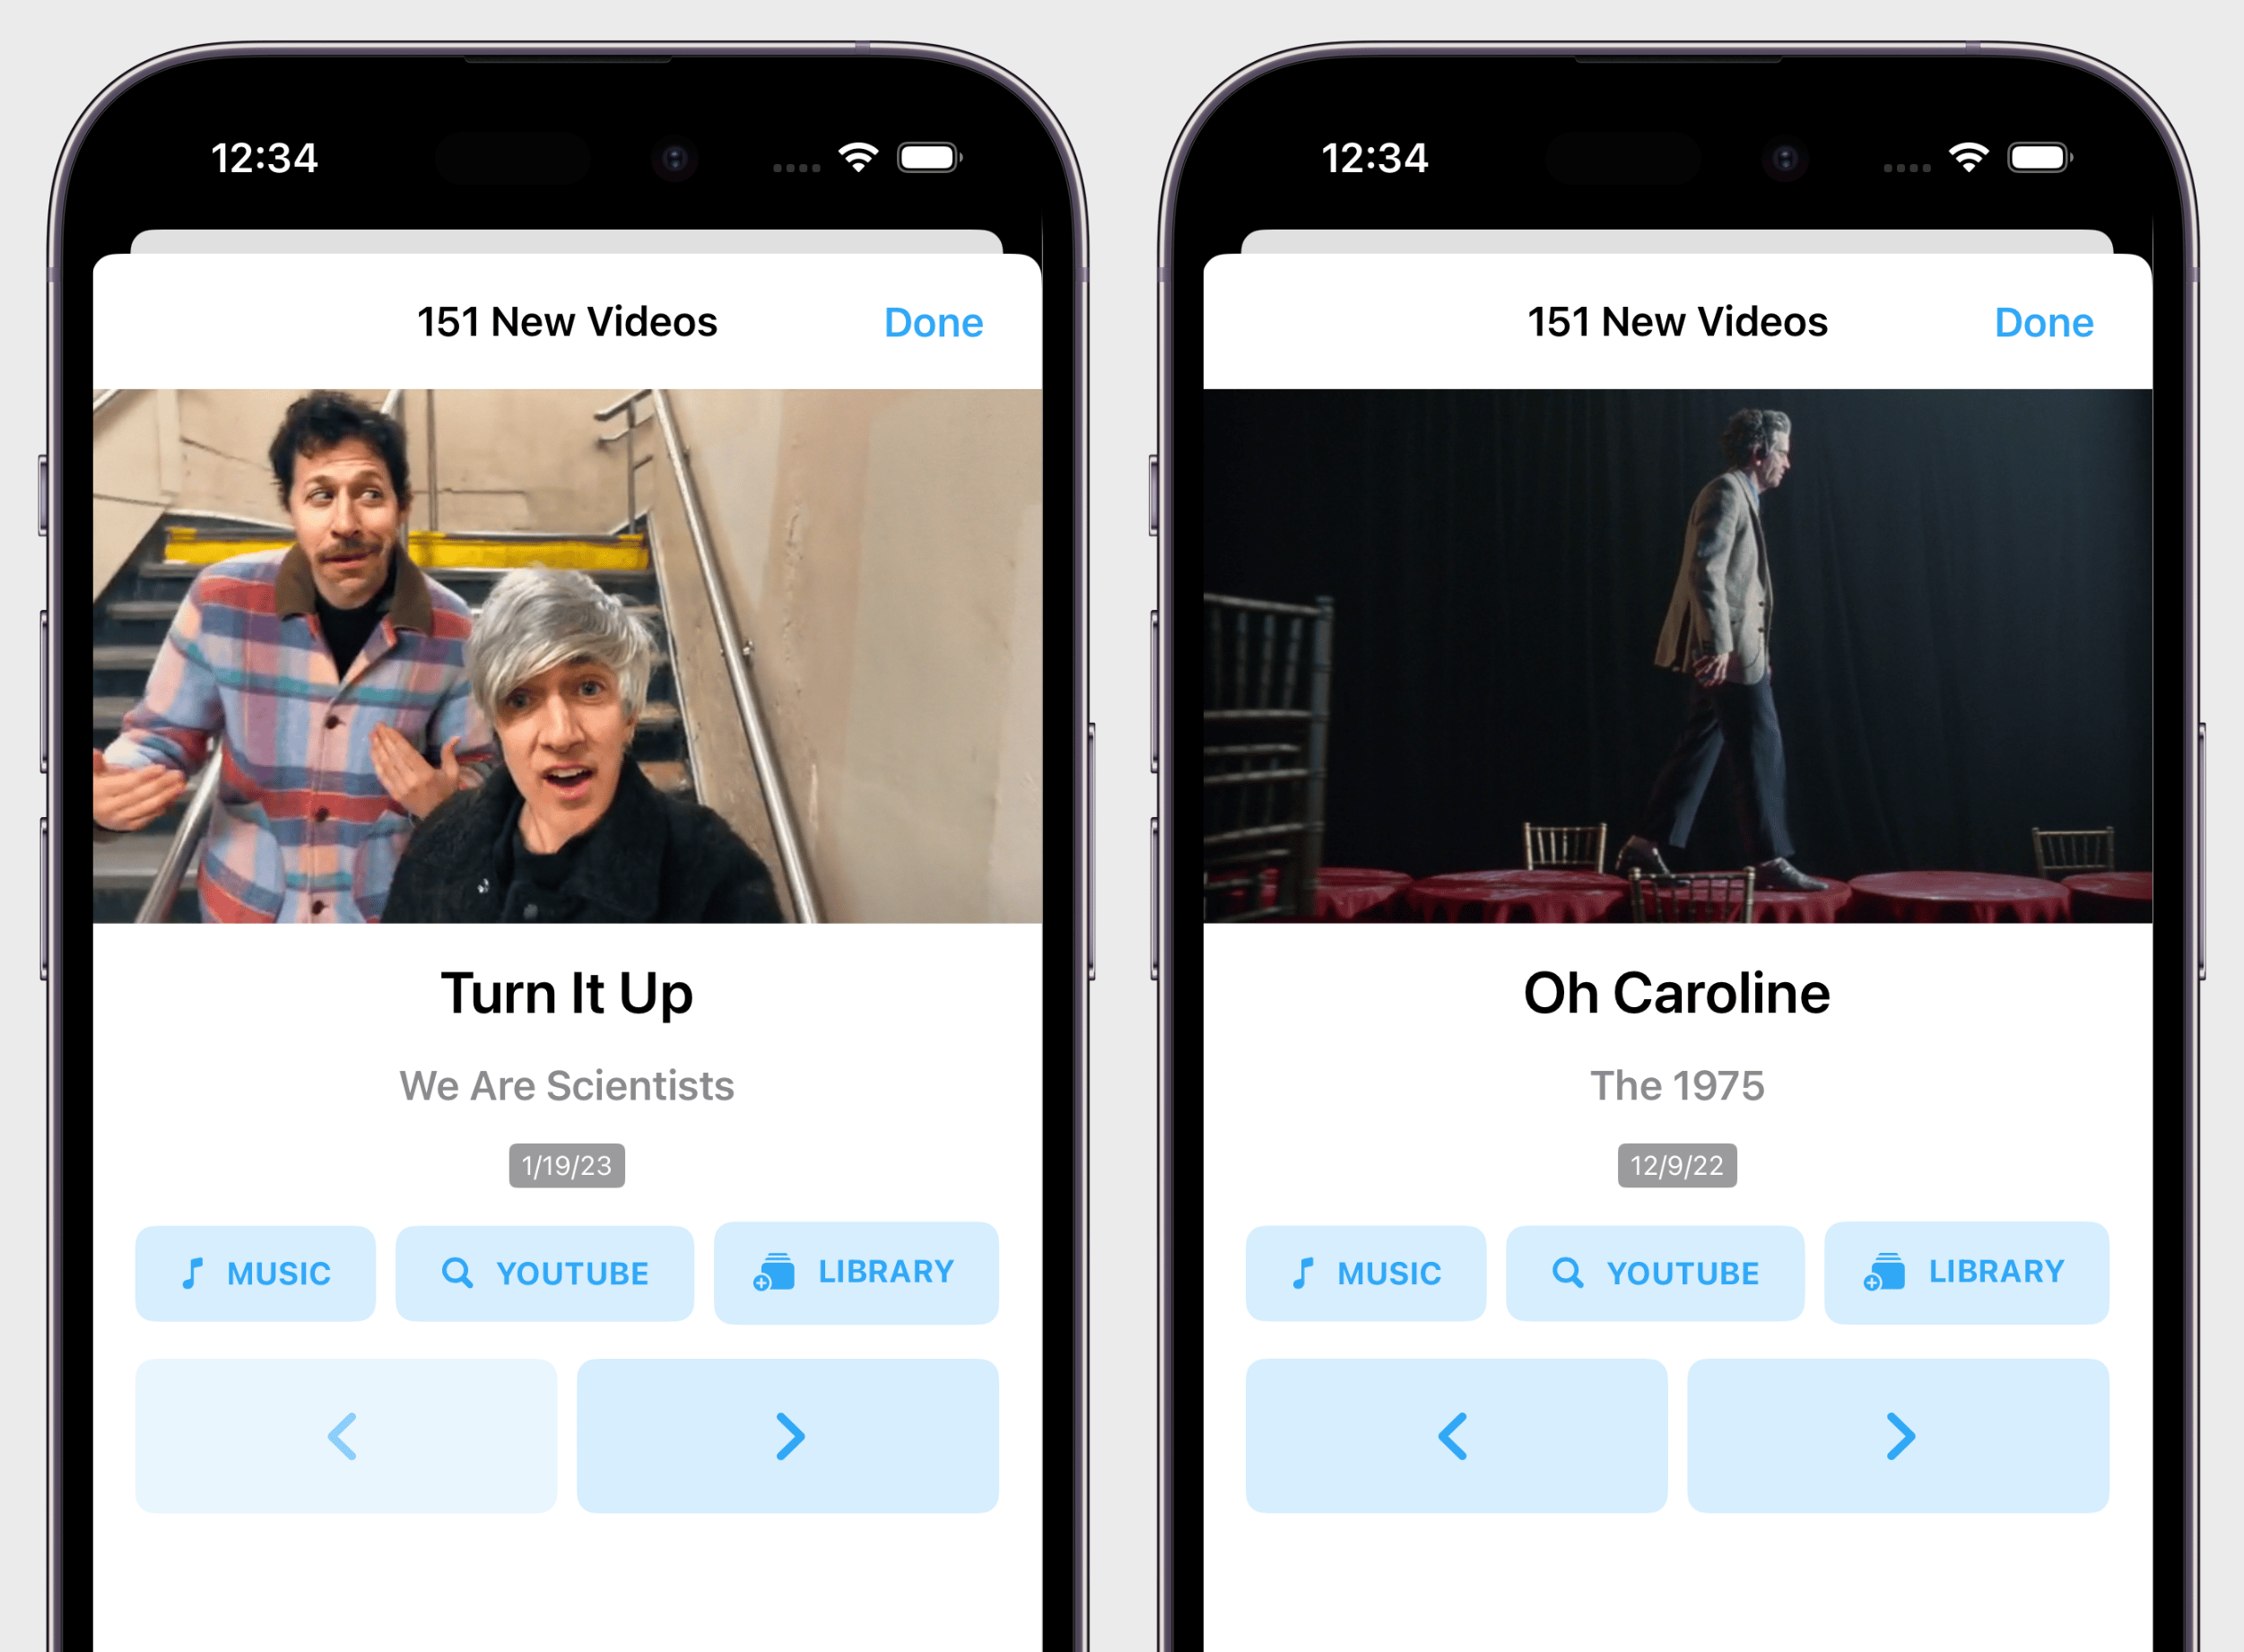 12:34
151 New Videos
Done
Turn It Up
We Are Scientists
1/19/23
MUSIC
YOUTUBE
LIBRARY
12:34
151 New Videos
Done
Oh Caroline
The 1975
12/9/22
MUSIC
YOUTUBE
LIBRARY